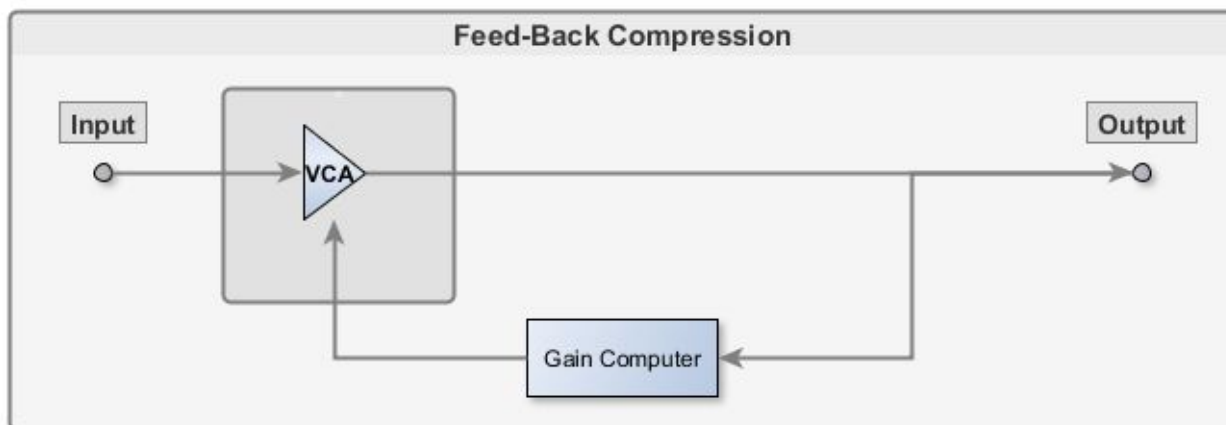 Feed-Back Compression
Input
Output
VCA
Gain Computer